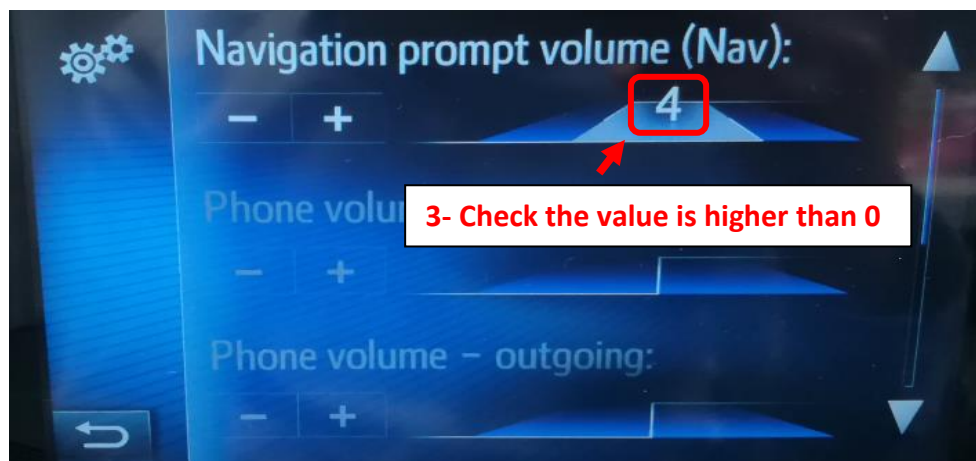 Navigation prompt volume (Nav):
− + 4
3- Check the value is higher than 0
Phone volu
− +
Phone volume – outgoing:
− +